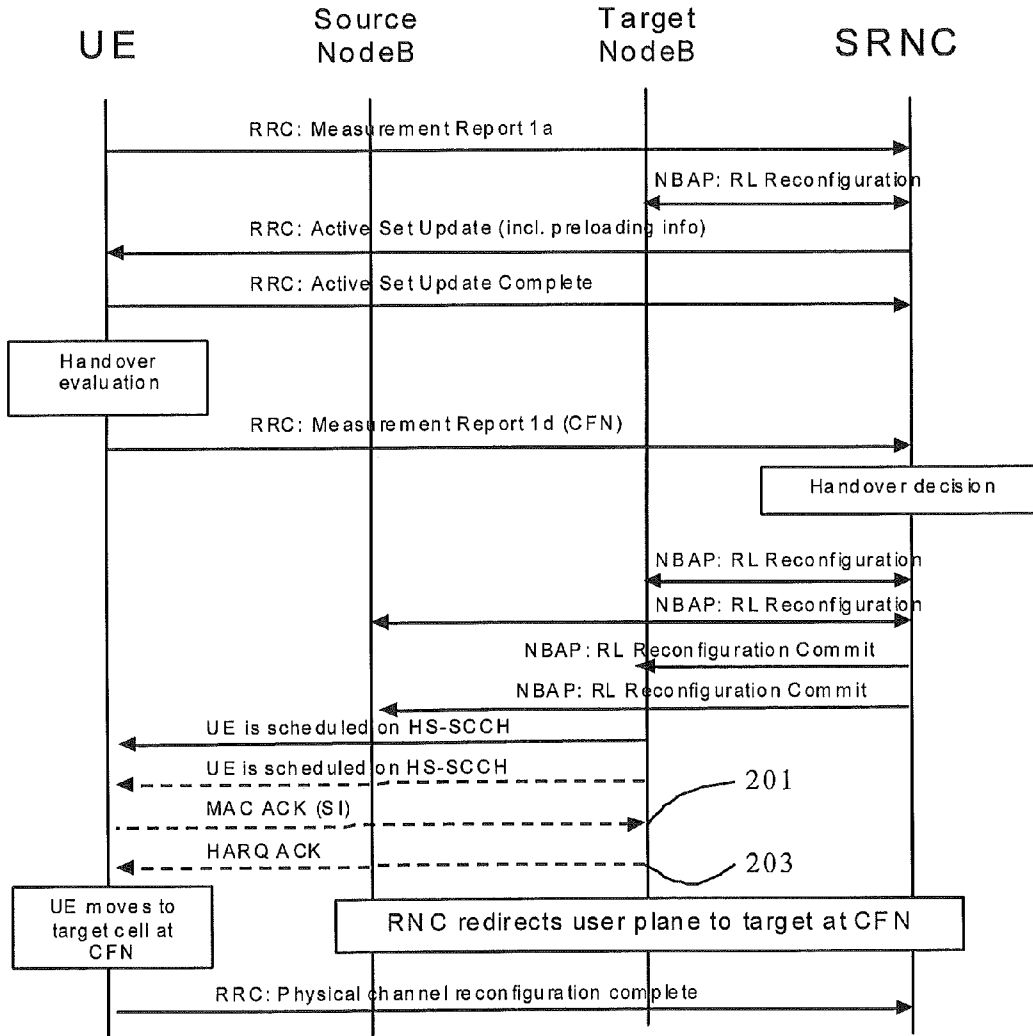 UE
Source
NodeB
Target
NodeB
SRNC
RRC: Measurement Report 1a
NBAP: RL Reconfiguration
RRC: Active Set Update (incl. preloading info)
RRC: Active Set Update Complete
Handover
evaluation
RRC: Measurement Report 1d (CFN)
Handover decision
NBAP: RL Reconfiguration
NBAP: RL Reconfiguration
NBAP: RL Reconfiguration Commit
NBAP: RL Reconfiguration Commit
UE is scheduled on HS-SCCH
UE is scheduled on HS-SCCH
201
MAC ACK (SI)
HARQ ACK
203
UE moves to
target cell at
CFN
RNC redirects user plane to target at CFN
RRC: Physical channel reconfiguration complete